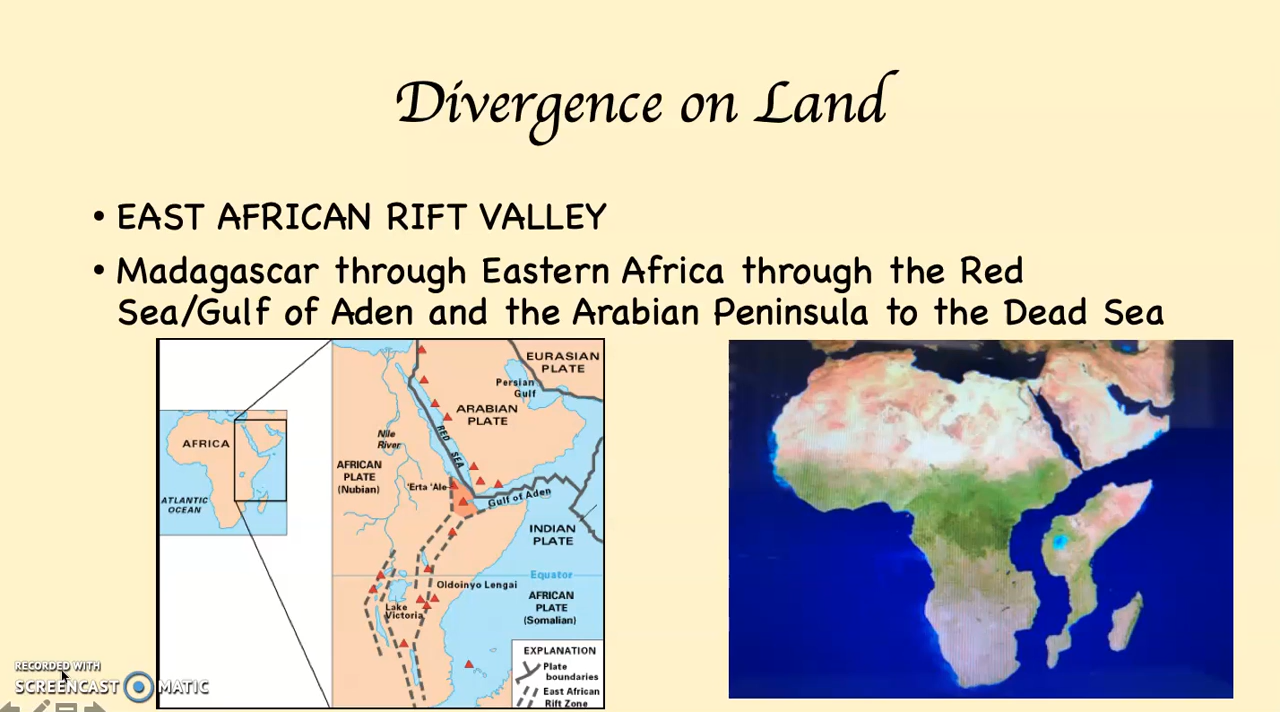 Divergence on Land
• EAST AFRICAN RIFT VALLEY
• Madagascar through Eastern Africa through the Red
Sea/Gulf of Aden and the Arabian Peninsula to the Dead Sea
EURASIAN
PLATE
Persian
Gulf
ARABIAN
PLATE
AFRICA
Nile
River
RED SEA
AFRICAN
PLATE
(Nubian)
'Erta 'Ale
Gulf of Aden
ATLANTIC
OCEAN
INDIAN
PLATE
Equator
Oldoinyo Lengai
AFRICAN
PLATE
(Somalian)
Lake
Victoria
EXPLANATION
Plate
boundaries
East African
Rift Zone
RECORDED WITH
SCREENCAST MATIC